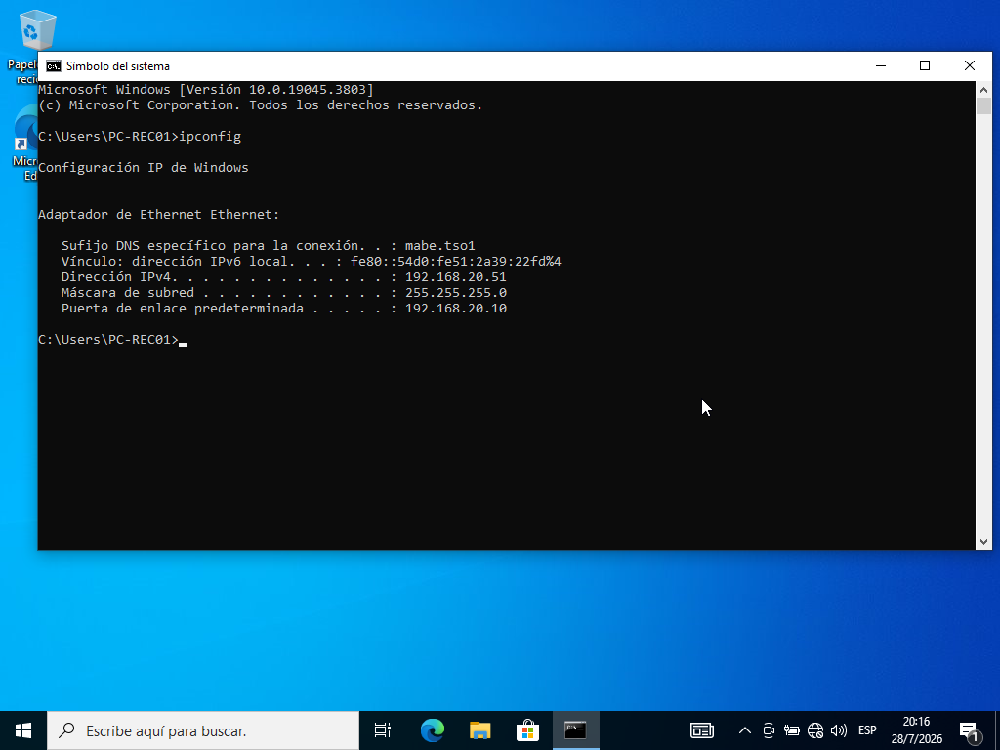 Papel
reci
Micr
Ed
Símbolo del sistema
Microsoft Windows [Versión 10.0.19045.3803]
(c) Microsoft Corporation. Todos los derechos reservados.
C:\Users\PC-REC01>ipconfig
Configuración IP de Windows
Adaptador de Ethernet Ethernet:
Sufijo DNS específico para la conexión. . : mabe.tso1
Vínculo: dirección IPv6 local. . . : fe80::54d0:fe51:2a39:22fd%4
Dirección IPv4. . . . . . . . . . . . . . : 192.168.20.51
Máscara de subred . . . . . . . . . . . . : 255.255.255.0
Puerta de enlace predeterminada . . . . . : 192.168.20.10
C:\Users\PC-REC01>
Escribe aquí para buscar.
ESP
20:16
28/7/2026
1